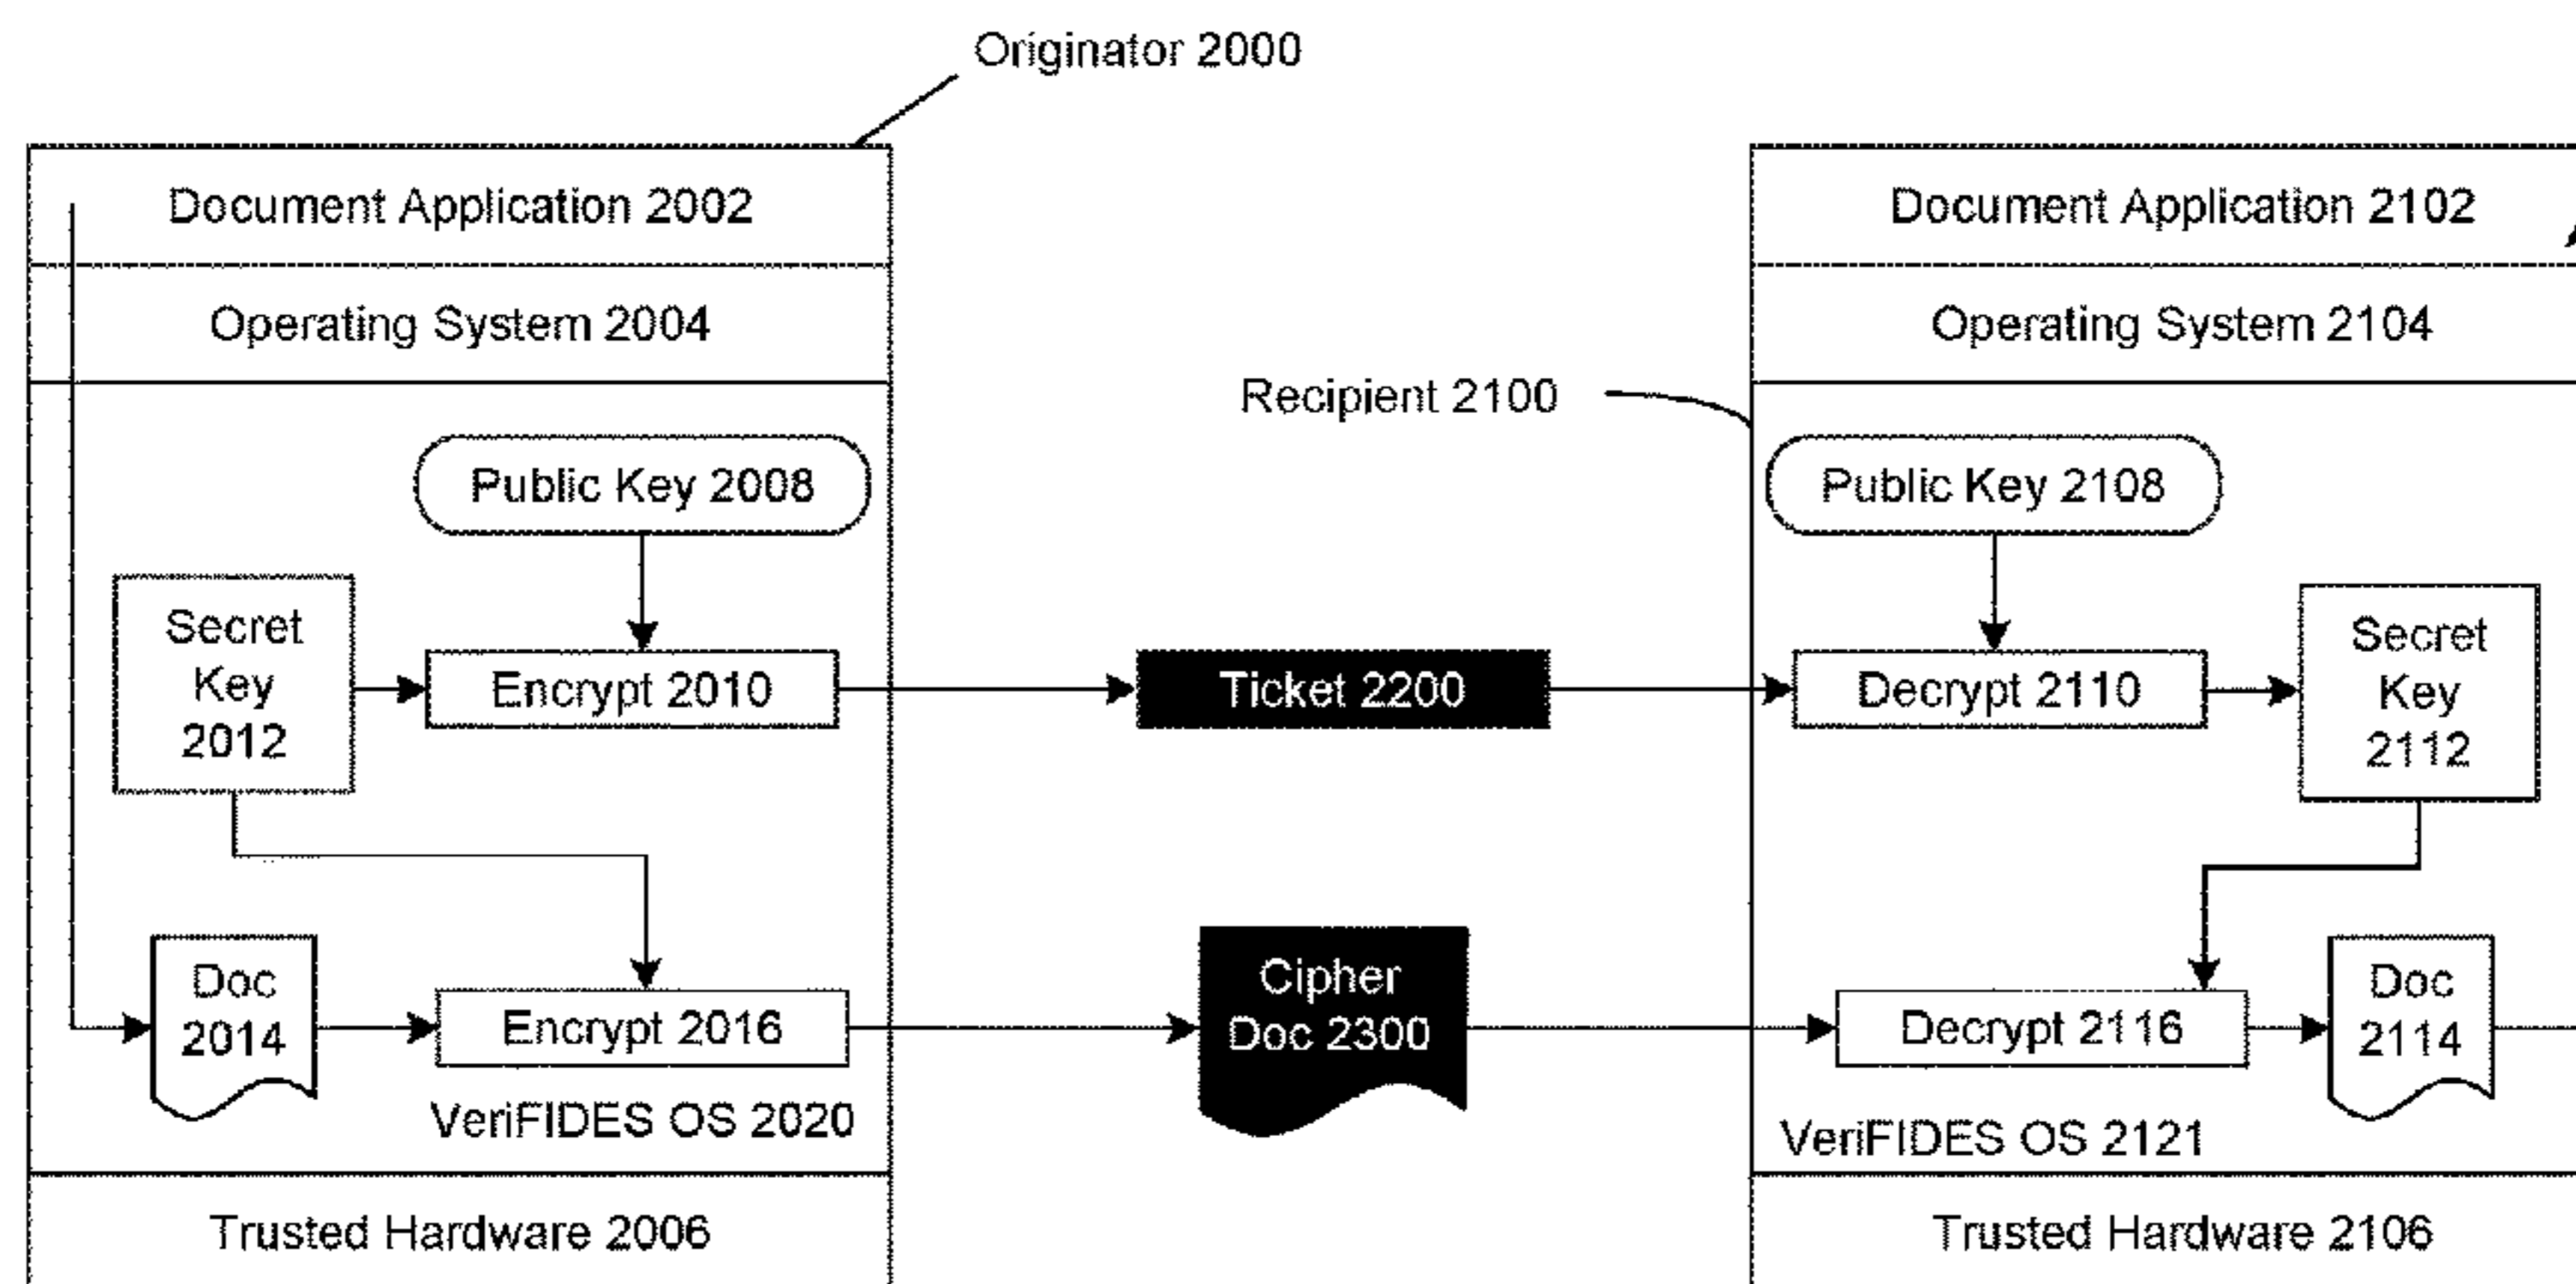 Originator 2000
Document Application 2002
Operating System 2004
Public Key 2008
Secret
Key
2012
Encrypt 2010
Doc
2014
Encrypt 2016
VeriFIDES OS 2020
Trusted Hardware 2006
Ticket 2200
Cipher
Doc 2300
Recipient 2100
Document Application 2102
Operating System 2104
Public Key 2108
Decrypt 2110
Secret
Key
2112
Decrypt 2116
Doc
2114
VeriFIDES OS 2121
Trusted Hardware 2106